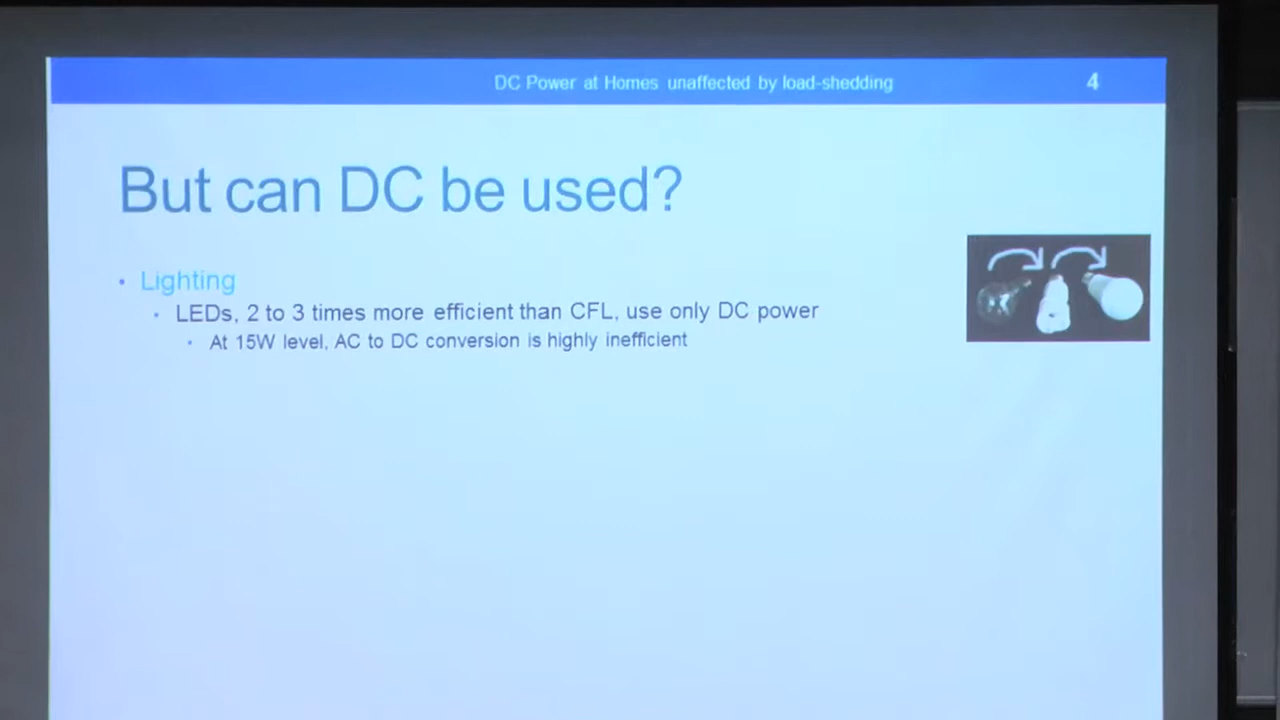 DC Power at Homes unaffected by load-shedding 4
But can DC be used?
• Lighting
• LEDs, 2 to 3 times more efficient than CFL, use only DC power
• At 15W level, AC to DC conversion is highly inefficient